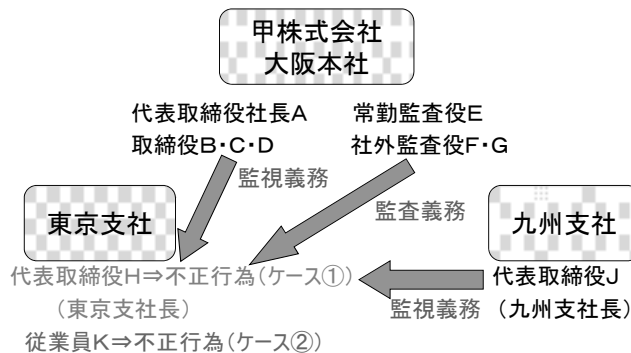 甲株式会社
大阪本社
代表取締役社長A
取締役B・C・D
常勤監査役E
社外監査役F・G
監視義務
監査義務
東京支社
九州支社
代表取締役H⇒不正行為(ケース①)
(東京支社長)
従業員K⇒不正行為(ケース②)
監視義務
代表取締役J
(九州支社長)